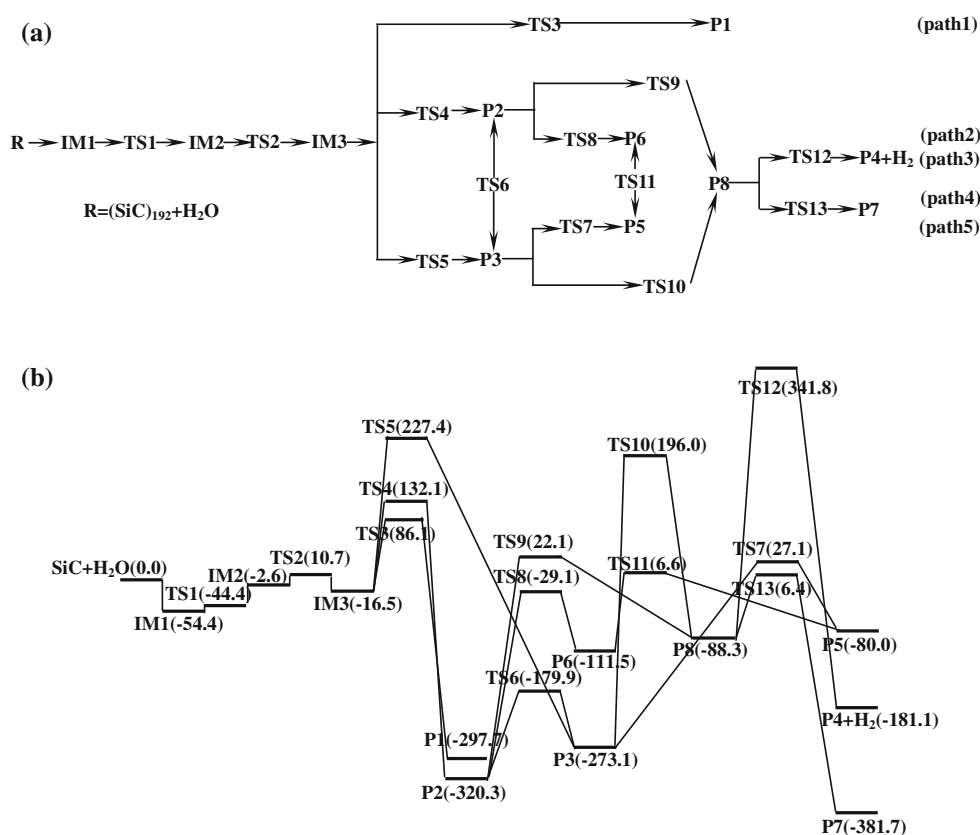 (a)
TS3 P1 (path1)
TS9
TS4 P2
TS8 P6 (path2)
R IM1 TS1 IM2 TS2 IM3
TS12 P4+H₂ (path3)
TS6 TS11 P8
R=(SiC)₁₉₂+H₂O
(path4)
TS13 P7
TS7 P5 (path5)
TS5 P3
TS10
(b)
TS12(341.8)
TS5(227.4)
TS10(196.0)
TS4(132.1)
TS3(86.1)
TS9(22.1)
TS7(27.1)
TS2(10.7)
TS11(6.6)
SiC+H₂O(0.0)
IM2(-2.6)
TS8(-29.1)
TS13(6.4)
TS1(-44.4)
IM3(-16.5)
IM1(-54.4)
P6(-111.5)
P8(-88.3)
P5(-80.0)
TS6(-179.9)
P4+H₂(-181.1)
P1(-297.7)
P3(-273.1)
P2(-320.3)
P7(-381.7)